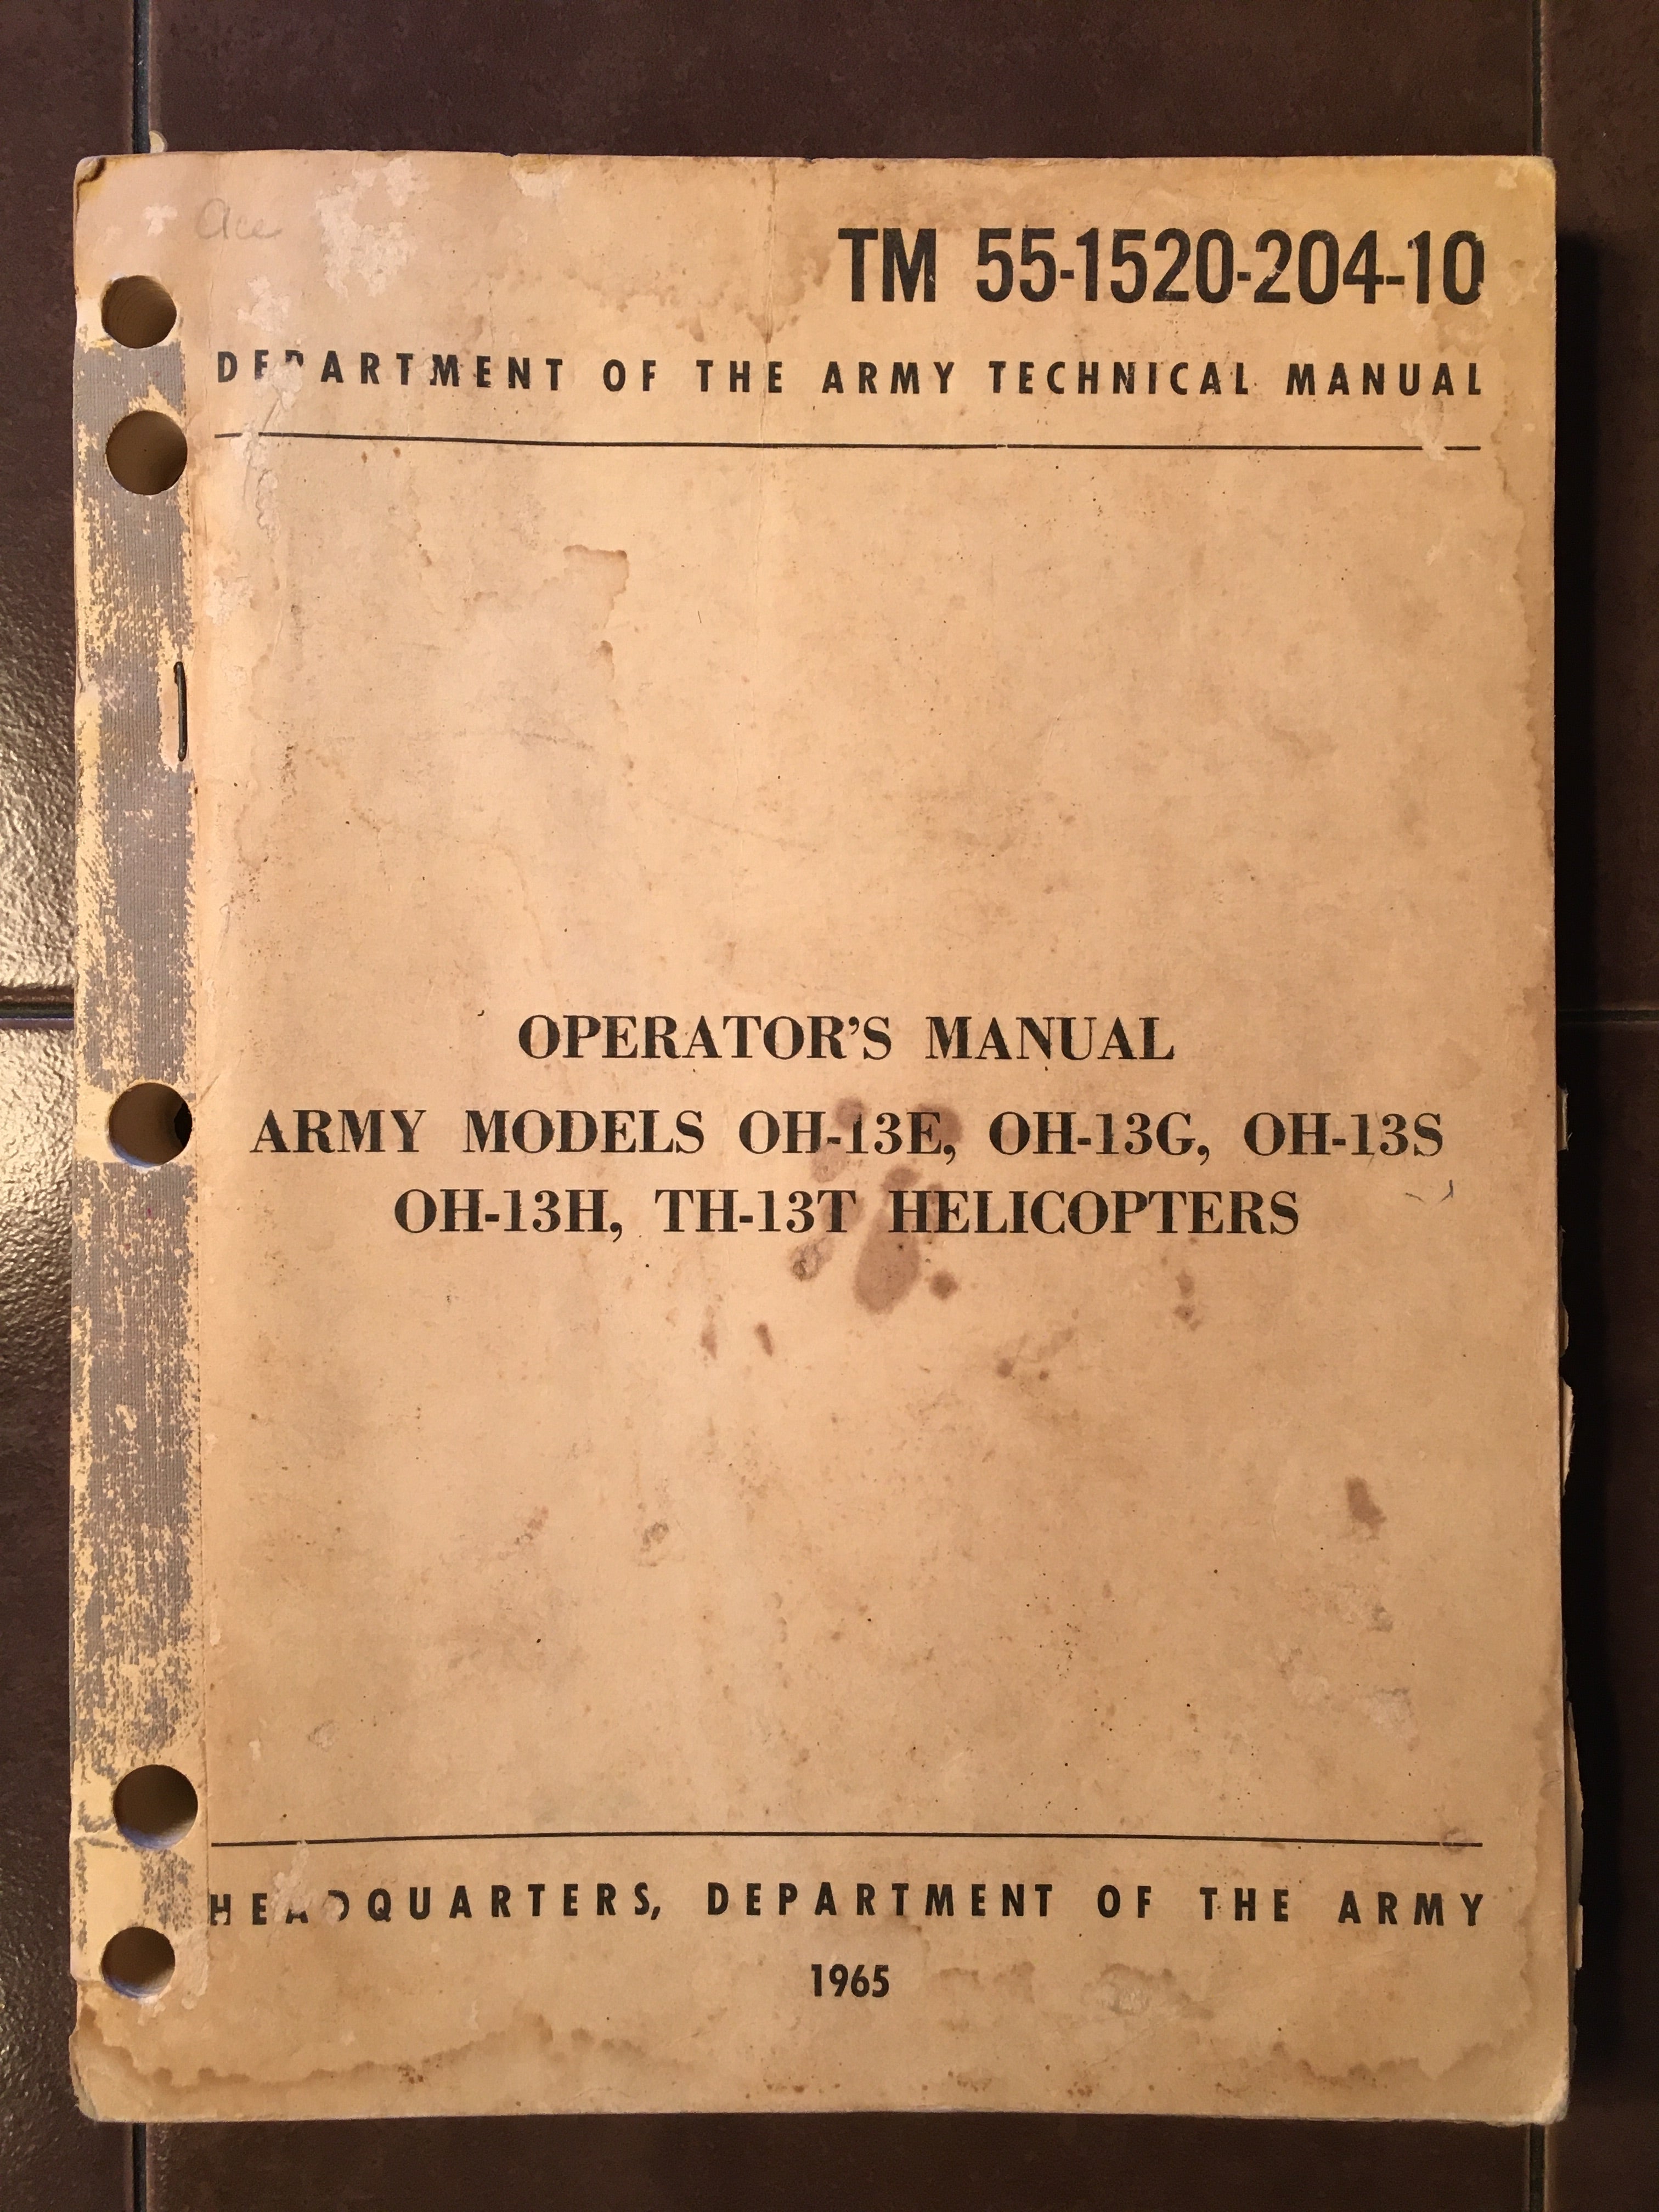 Ace
TM 55-1520-204-10
DEPARTMENT OF THE ARMY TECHNICAL MANUAL
OPERATOR'S MANUAL
ARMY MODELS OH-13E, OH-13G, OH-13S
OH-13H, TH-13T HELICOPTERS
HEADQUARTERS, DEPARTMENT OF THE ARMY
1965